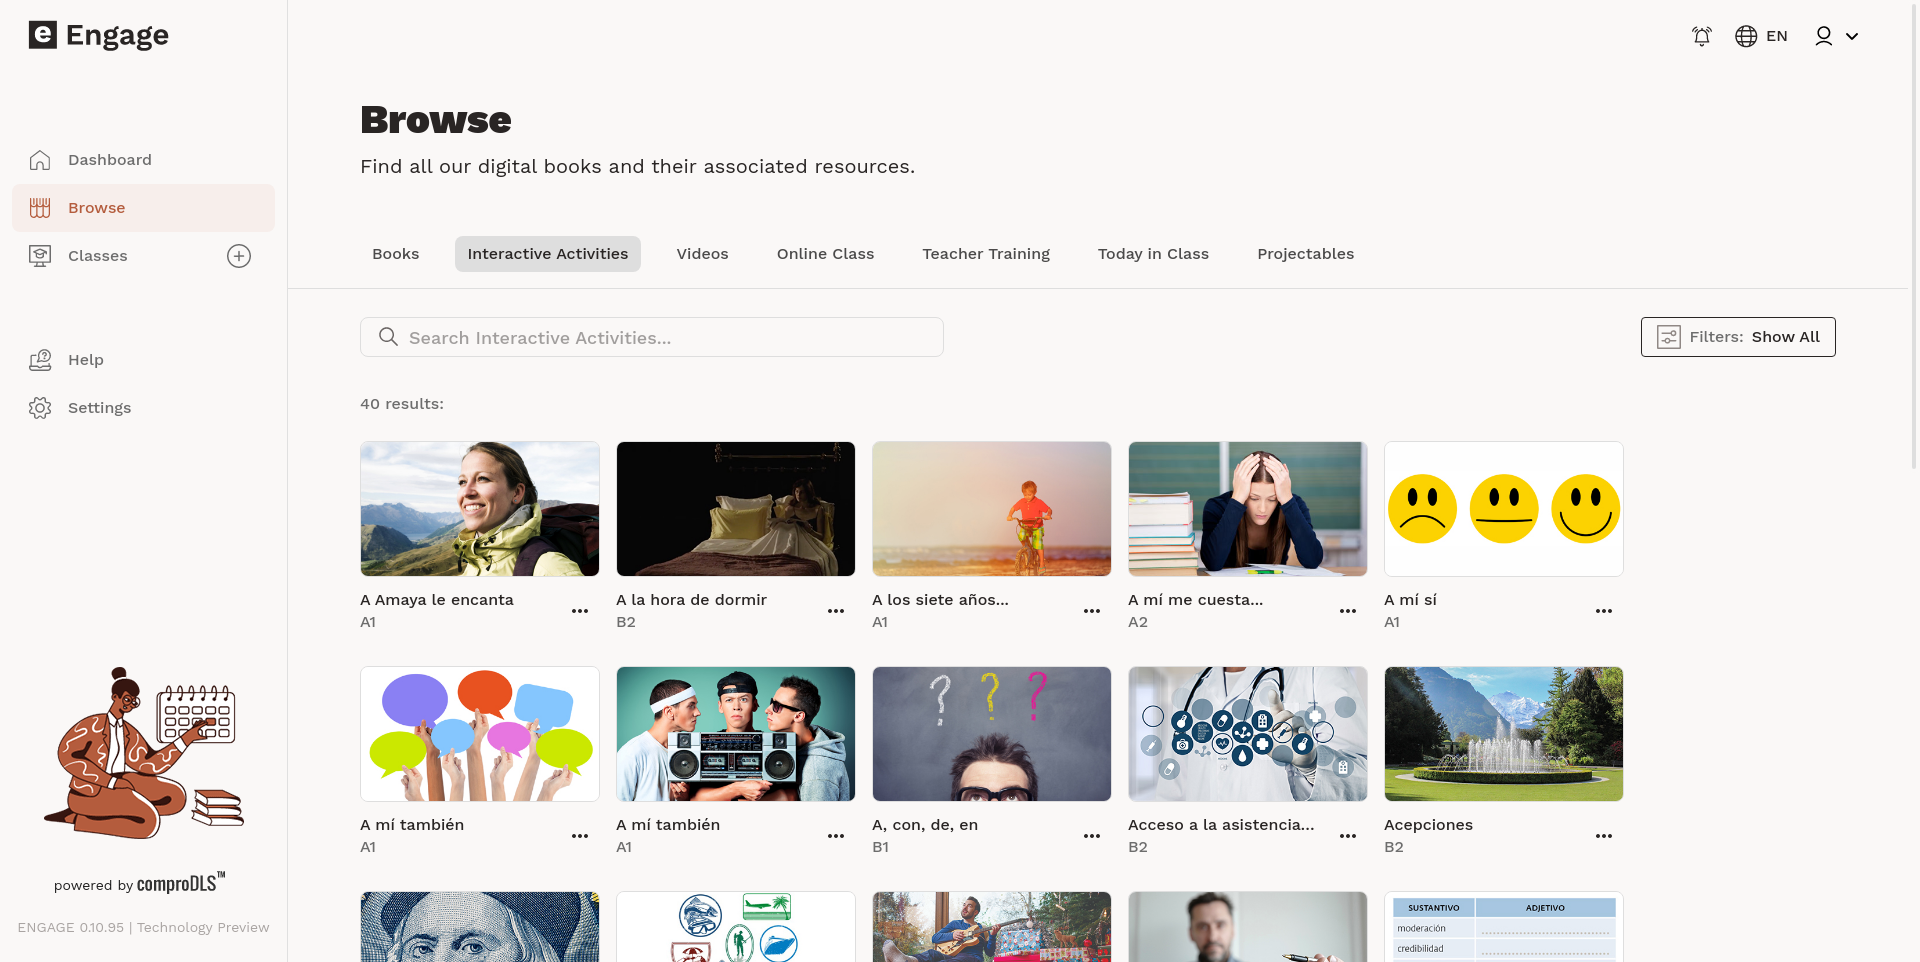 e Engage
EN
Dashboard
Browse
Classes
Help
Settings
powered by comproDLS™
ENGAGE 0.10.95 | Technology Preview
Browse
Find all our digital books and their associated resources.
Books Interactive Activities Videos Online Class Teacher Training Today in Class Projectables
Search Interactive Activities...
Filters: Show All
40 results:
A Amaya le encanta
A1
A la hora de dormir
B2
A los siete años...
A1
A mí me cuesta...
A2
A mí sí
A1
A mí también
A1
A mí también
A1
A, con, de, en
B1
Acceso a la asistencia...
B2
Acepciones
B2
SUSTANTIVO ADJETIVO
moderación
credibilidad